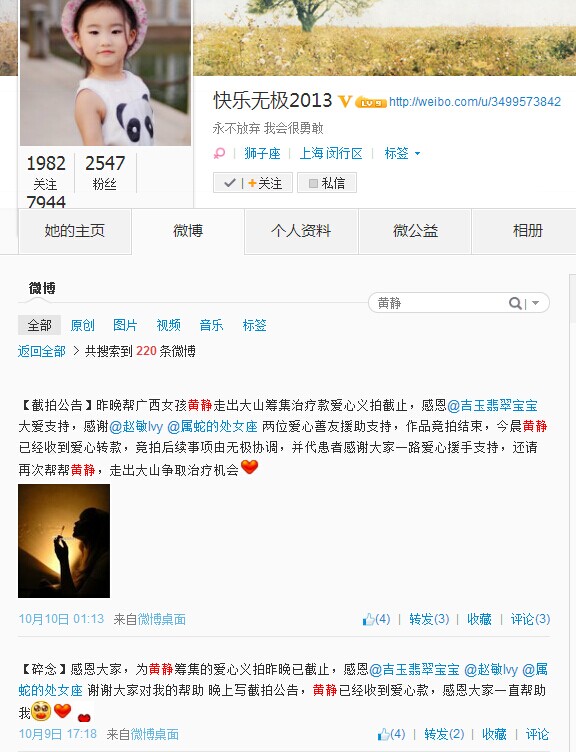 快乐无极2013 V LV 9 http://weibo.com/u/3499573842
永不放弃 我会很勇敢
狮子座 | 上海 闵行区 | 标签
1982 2547
关注 粉丝
7944
+关注 私信
她的主页 微博 个人资料 微公益 相册
微博
黄静
全部 原创 图片 视频 音乐 标签
返回全部 > 共搜索到 220 条微博
【截拍公告】昨晚帮广西女孩黄静走出大山筹集治疗款爱心义拍截止，感恩@吉玉翡翠宝宝
大爱支持，感谢@赵敏lvy @属蛇的处女座 两位爱心善友援助支持，作品竞拍结束，今晨黄静
已经收到爱心转款，竞拍后续事项由无极协调，并代患者感谢大家一路爱心援手支持，还请
再次帮帮黄静，走出大山争取治疗机会
10月10日 01:13 来自微博桌面 (4) | 转发(3) | 收藏 | 评论(3)
【碎念】感恩大家，为黄静筹集的爱心义拍昨晚已截止，感恩@吉玉翡翠宝宝 @赵敏lvy @属
蛇的处女座 谢谢大家对我的帮助 晚上写截拍公告，黄静已经收到爱心款，感恩大家一直帮助
我
10月9日 17:18 来自微博桌面 (4) | 转发(2) | 收藏 | 评论